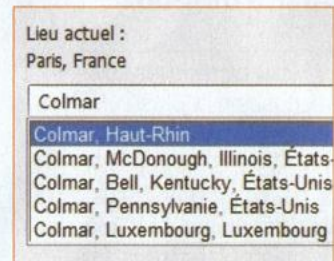 Lieu actuel :
Paris, France
Colmar
Colmar, Haut-Rhin
Colmar, McDonough, Illinois, États-
Colmar, Bell, Kentucky, États-Unis
Colmar, Pennsylvanie, États-Unis
Colmar, Luxembourg, Luxembourg